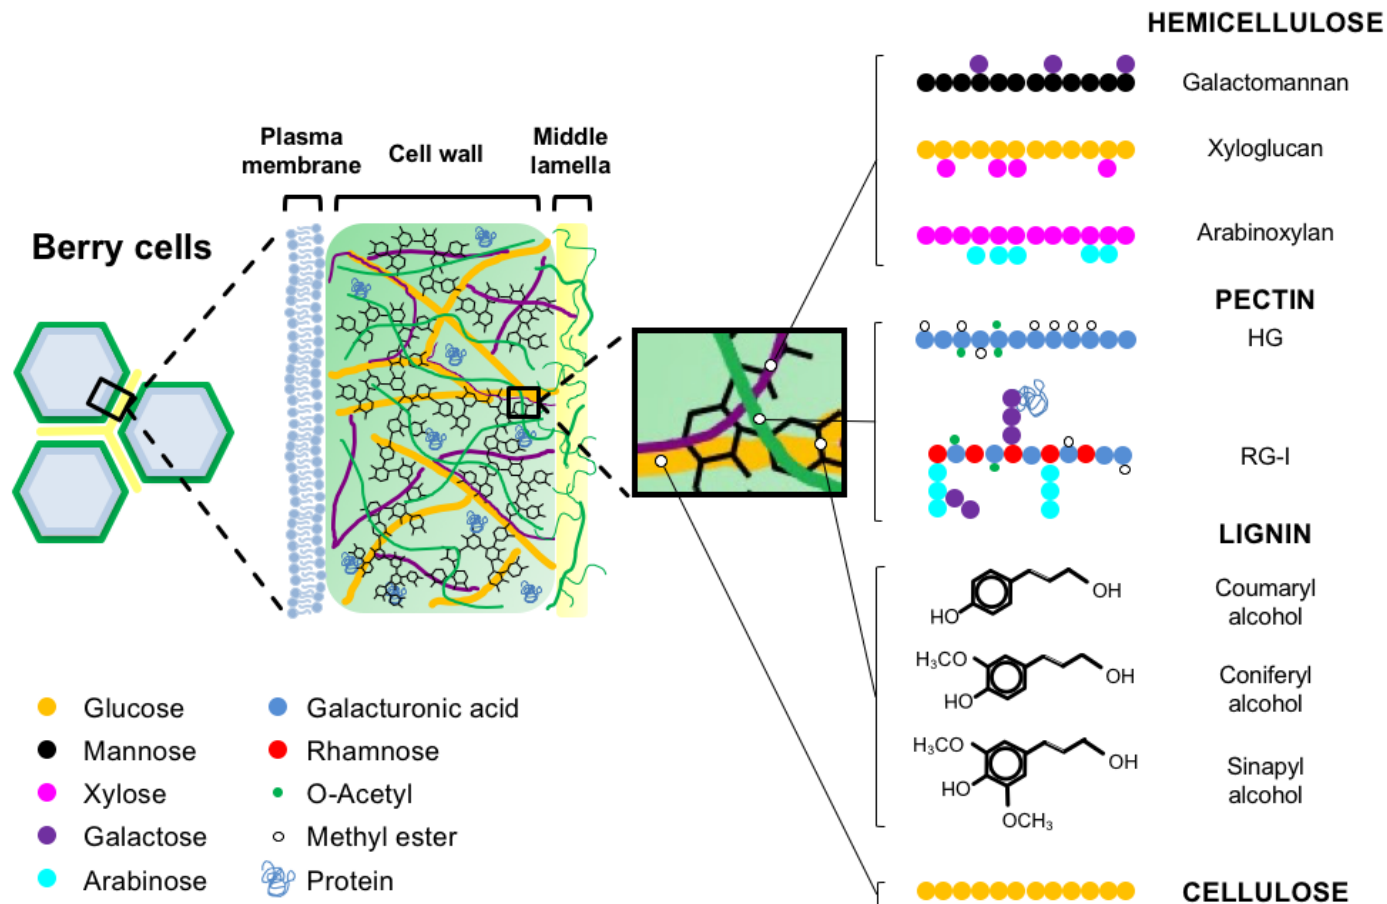 HEMICELLULOSE
Galactomannan
Xyloglucan
Arabinoxylan
Plasma
membrane
Cell wall
Middle
lamella
Berry cells
PECTIN
HG
RG-I
LIGNIN
HO
OH
Coumaryl
alcohol
H₃CO
HO
OH
Coniferyl
alcohol
H₃CO
HO
OH
OCH₃
Sinapyl
alcohol
CELLULOSE
Glucose
Mannose
Xylose
Galactose
Arabinose
Galacturonic acid
Rhamnose
O-Acetyl
Methyl ester
Protein